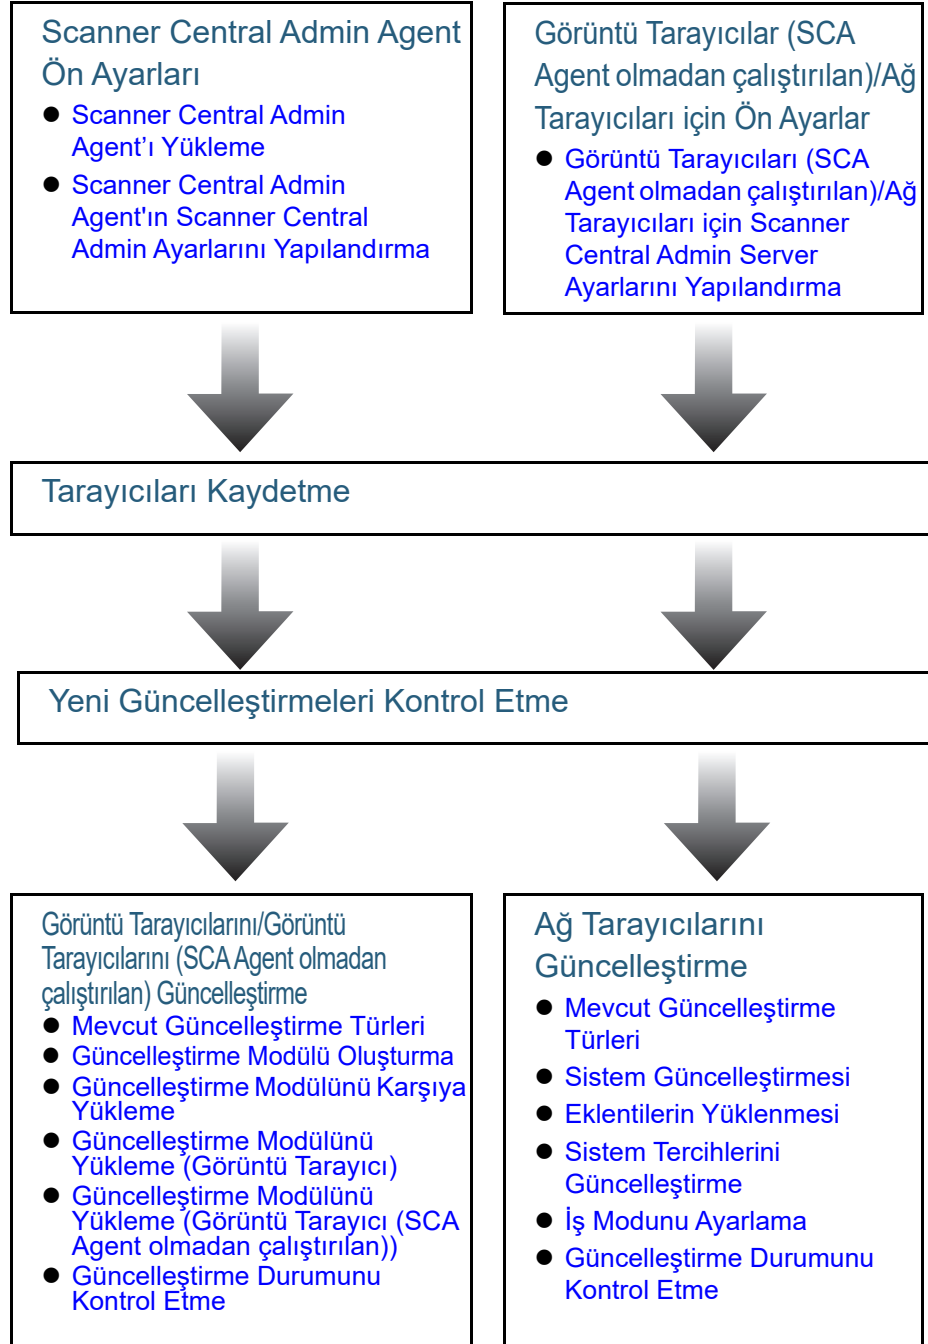 Scanner Central Admin Agent
Ön Ayarları
● Scanner Central Admin
Agent’ı Yükleme
● Scanner Central Admin
Agent'ın Scanner Central
Admin Ayarlarını Yapılandırma
Görüntü Tarayıcılar (SCA
Agent olmadan çalıştırılan)/Ağ
Tarayıcıları için Ön Ayarlar
● Görüntü Tarayıcıları (SCA
Agent olmadan çalıştırılan)/Ağ
Tarayıcıları için Scanner
Central Admin Server
Ayarlarını Yapılandırma
Tarayıcıları Kaydetme
Yeni Güncelleştirmeleri Kontrol Etme
Görüntü Tarayıcılarını/Görüntü
Tarayıcılarını (SCA Agent olmadan
çalıştırılan) Güncelleştirme
● Mevcut Güncelleştirme Türleri
● Güncelleştirme Modülü Oluşturma
● Güncelleştirme Modülünü Karşıya
Yükleme
● Güncelleştirme Modülünü
Yükleme (Görüntü Tarayıcı)
● Güncelleştirme Modülünü
Yükleme (Görüntü Tarayıcı (SCA
Agent olmadan çalıştırılan))
● Güncelleştirme Durumunu
Kontrol Etme
Ağ Tarayıcılarını
Güncelleştirme
● Mevcut Güncelleştirme
Türleri
● Sistem Güncelleştirmesi
● Eklentilerin Yüklenmesi
● Sistem Tercihlerini
Güncelleştirme
● İş Modunu Ayarlama
● Güncelleştirme Durumunu
Kontrol Etme